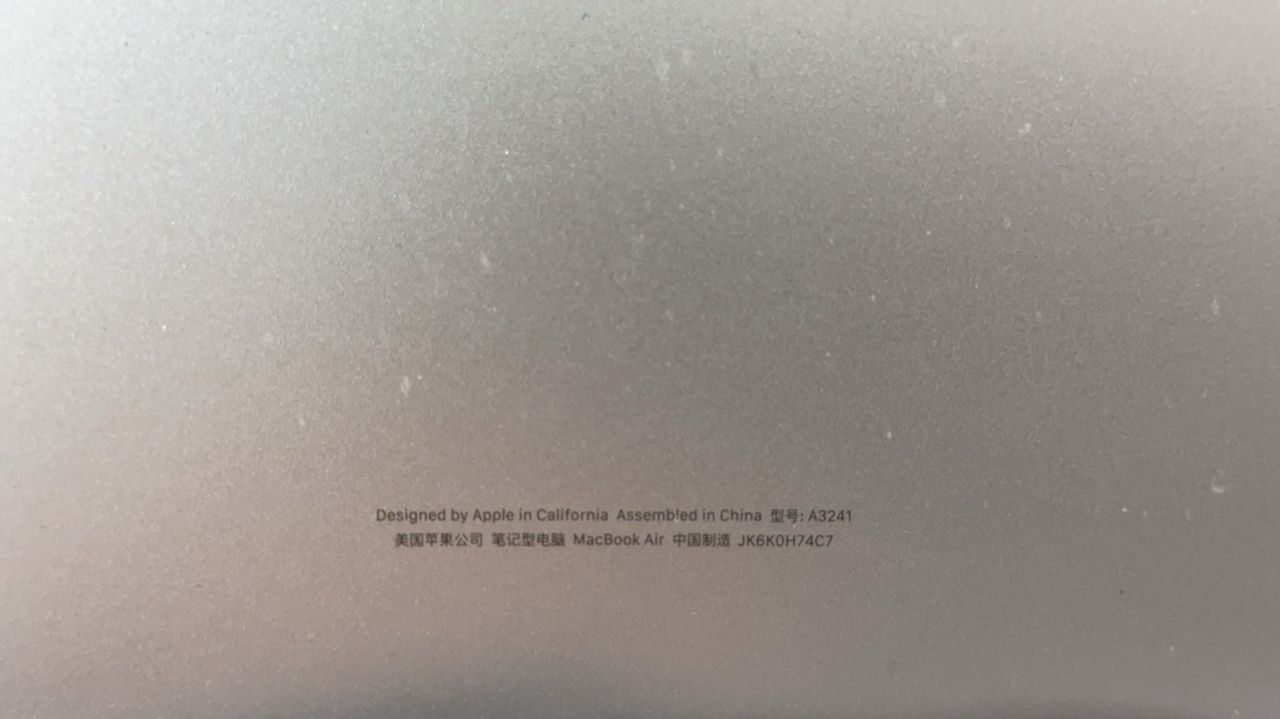 Designed by Apple in California Assembled in China 型号: A3241
美国苹果公司 笔记型电脑 MacBook Air 中国制造 JK6K0H74C7